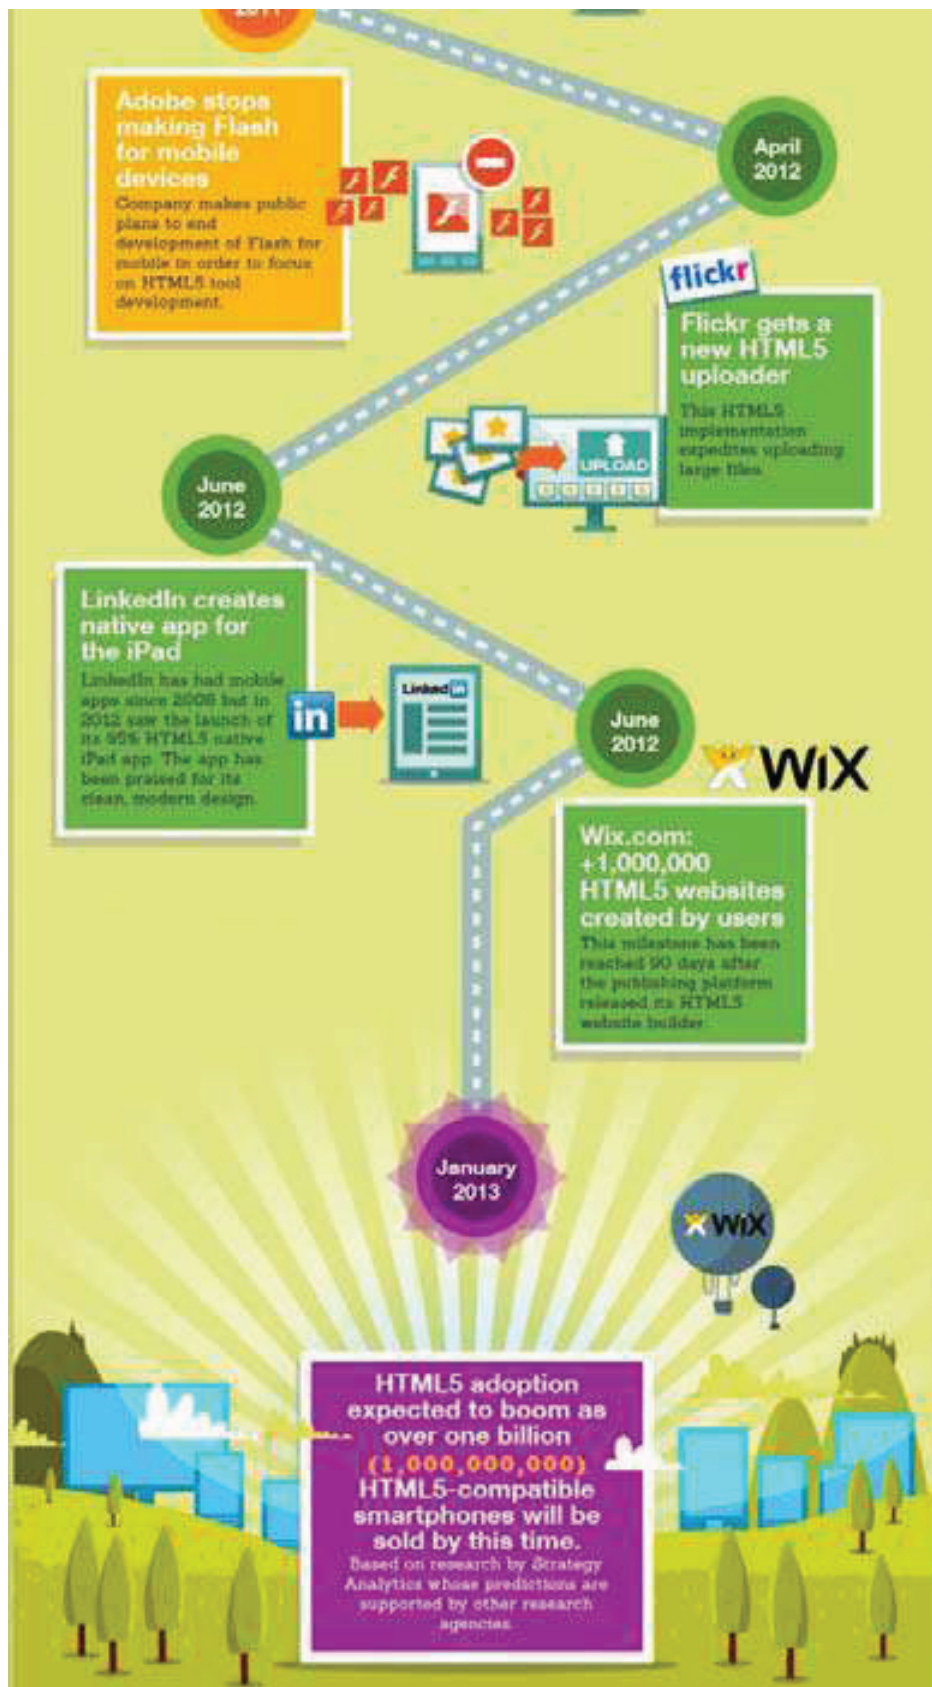 2011
Adobe stops
making Flash
for mobile
devices
Company makes public
plans to end
development of Flash for
mobile in order to focus
on HTML5 tool
development.
April
2012
flickr
Flickr gets a
new HTML5
uploader
This HTML5
implementation
expedites uploading
large files.
UPLOAD
June
2012
LinkedIn creates
native app for
the iPad
LinkedIn has had mobile
apps since 2008 but in
2012 saw the launch of
its 95% HTML5 native
iPad app. The app has
been praised for its
clean, modern design.
in
Linked in
June
2012
WiX
Wix.com:
+1,000,000
HTML5 websites
created by users
This milestone has been
reached 90 days after
the publishing platform
released its HTML5
website builder
January
2013
WiX
HTML5 adoption
expected to boom as
over one billion
(1,000,000,000)
HTML5-compatible
smartphones will be
sold by this time.
Based on research by Strategy
Analytics whose predictions are
supported by other research
agencies.